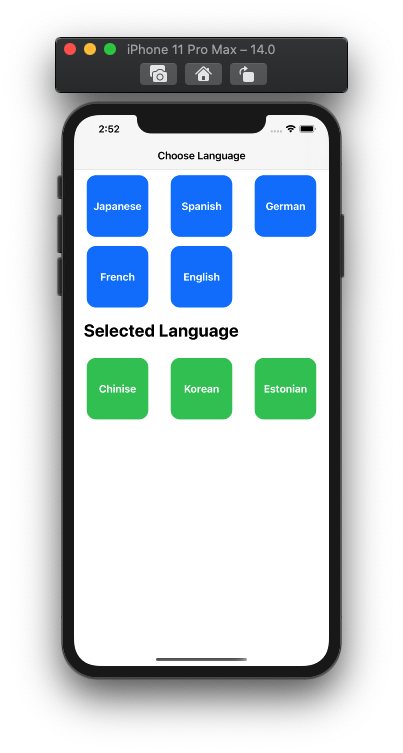 iPhone 11 Pro Max – 14.0
2:52
Choose Language
Japanese Spanish German
French English
Selected Language
Chinise Korean Estonian